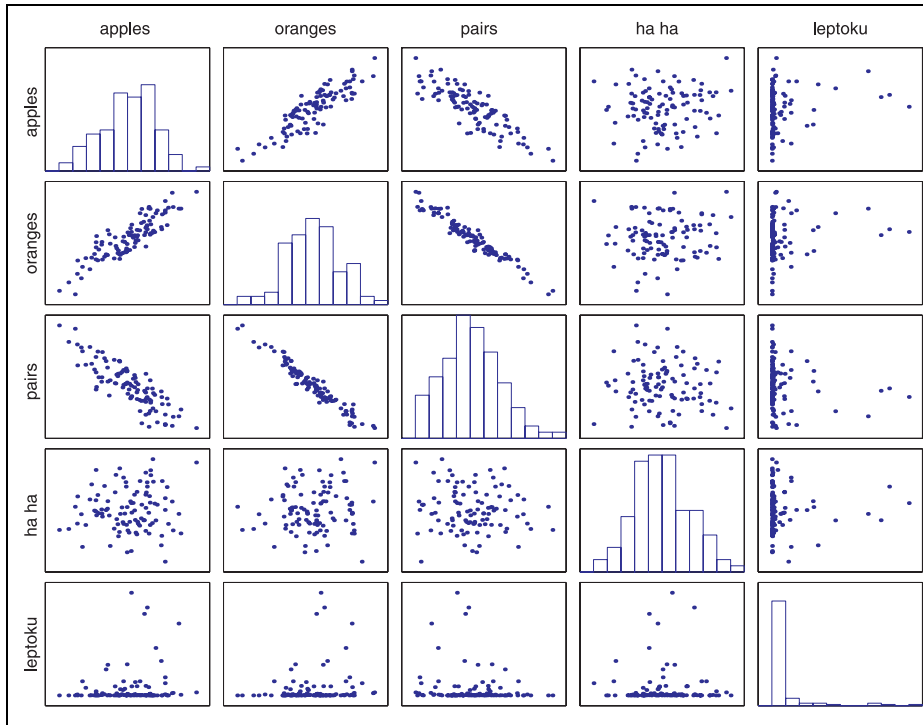 apples oranges pairs ha ha leptoku
apples
oranges
pairs
ha ha
leptoku